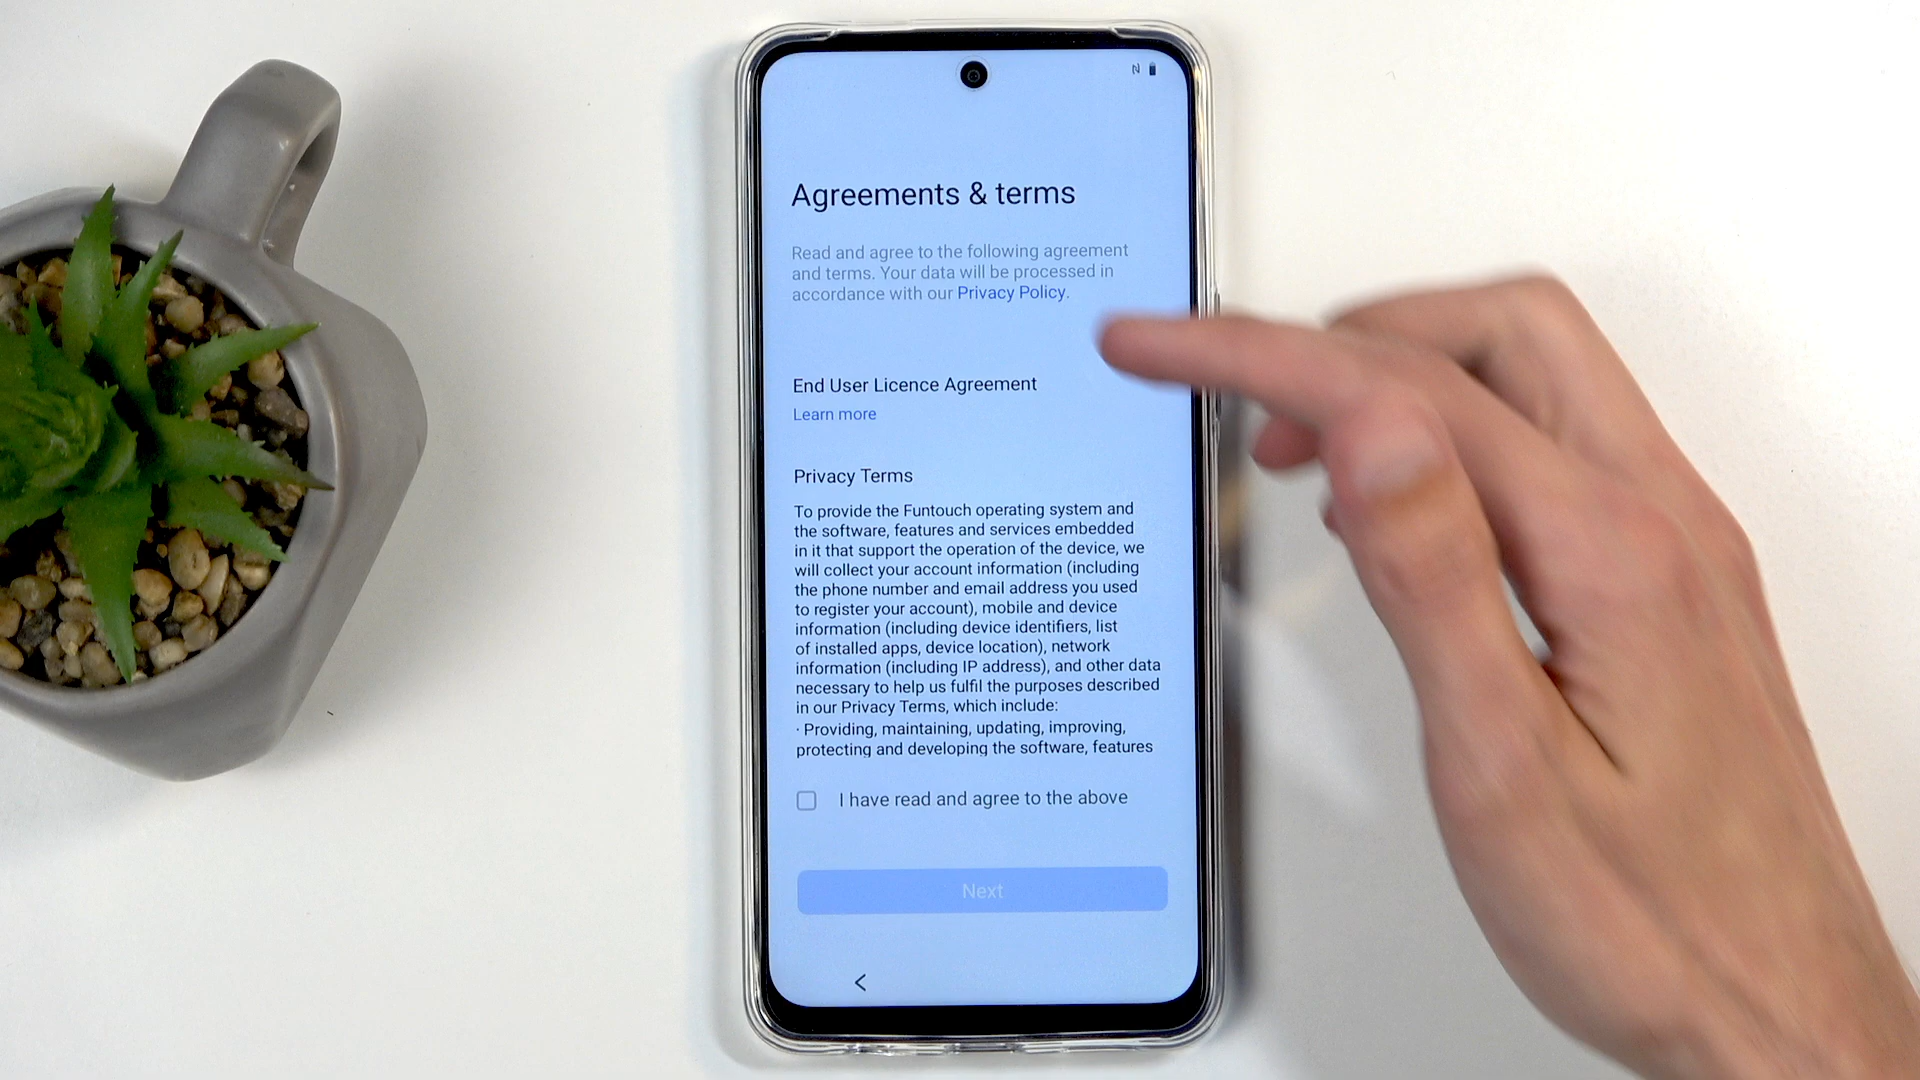 Agreements & terms
Read and agree to the following agreement
and terms. Your data will be processed in
accordance with our Privacy Policy.
End User Licence Agreement
Learn more
Privacy Terms
To provide the Funtouch operating system and
the software, features and services embedded
in it that support the operation of the device, we
will collect your account information (including
the phone number and email address you used
to register your account), mobile and device
information (including device identifiers, list
of installed apps, device location), network
information (including IP address), and other data
necessary to help us fulfil the purposes described
in our Privacy Terms, which include:
· Providing, maintaining, updating, improving,
protecting and developing the software, features
I have read and agree to the above
Next